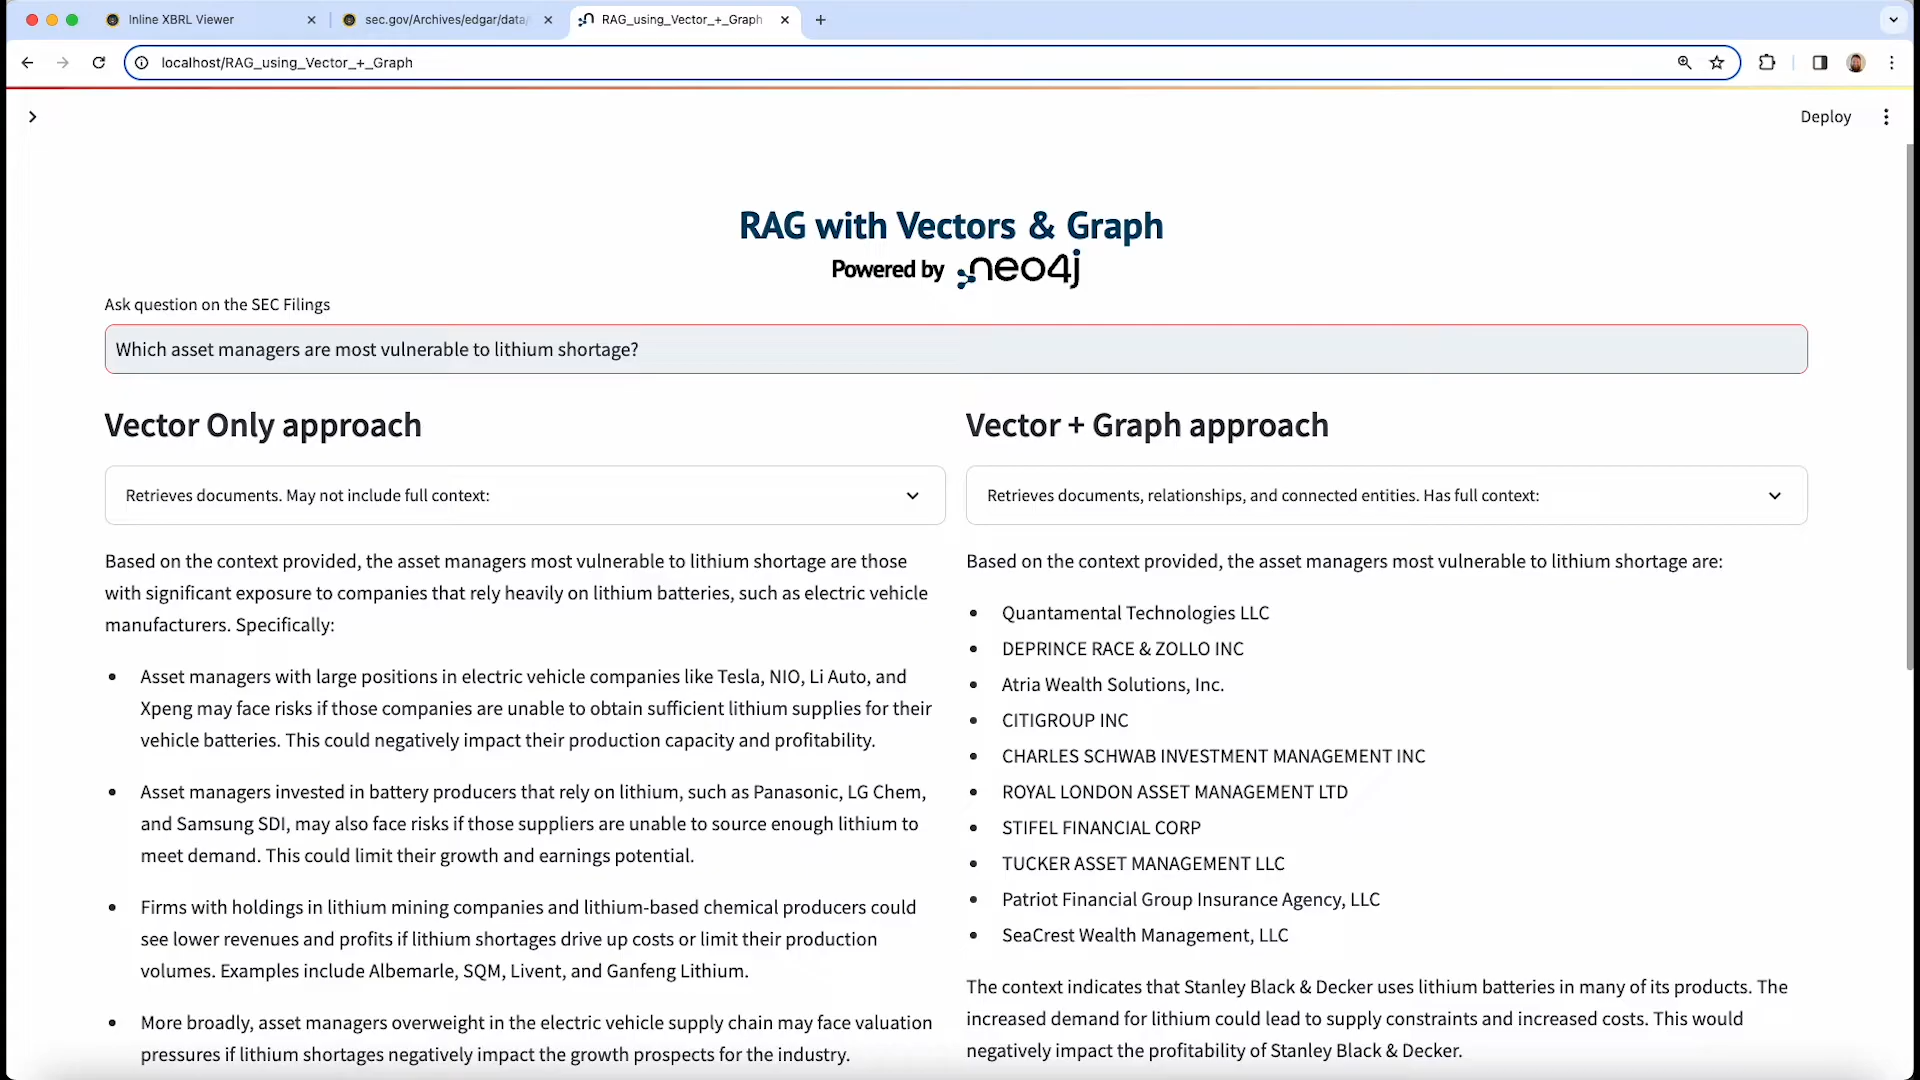 Inline XBRL Viewer
sec.gov/Archives/edgar/data/
RAG_using_Vector_+_Graph
localhost/RAG_using_Vector_+_Graph
Deploy
RAG with Vectors & Graph
Powered by neo4j
Ask question on the SEC Filings
Which asset managers are most vulnerable to lithium shortage?
Vector Only approach
Retrieves documents. May not include full context:
Based on the context provided, the asset managers most vulnerable to lithium shortage are those
with significant exposure to companies that rely heavily on lithium batteries, such as electric vehicle
manufacturers. Specifically:
• Asset managers with large positions in electric vehicle companies like Tesla, NIO, Li Auto, and
Xpeng may face risks if those companies are unable to obtain sufficient lithium supplies for their
vehicle batteries. This could negatively impact their production capacity and profitability.
• Asset managers invested in battery producers that rely on lithium, such as Panasonic, LG Chem,
and Samsung SDI, may also face risks if those suppliers are unable to source enough lithium to
meet demand. This could limit their growth and earnings potential.
• Firms with holdings in lithium mining companies and lithium-based chemical producers could
see lower revenues and profits if lithium shortages drive up costs or limit their production
volumes. Examples include Albemarle, SQM, Livent, and Ganfeng Lithium.
• More broadly, asset managers overweight in the electric vehicle supply chain may face valuation
pressures if lithium shortages negatively impact the growth prospects for the industry.
Vector + Graph approach
Retrieves documents, relationships, and connected entities. Has full context:
Based on the context provided, the asset managers most vulnerable to lithium shortage are:
• Quantamental Technologies LLC
• DEPRINCE RACE & ZOLLO INC
• Atria Wealth Solutions, Inc.
• CITIGROUP INC
• CHARLES SCHWAB INVESTMENT MANAGEMENT INC
• ROYAL LONDON ASSET MANAGEMENT LTD
• STIFEL FINANCIAL CORP
• TUCKER ASSET MANAGEMENT LLC
• Patriot Financial Group Insurance Agency, LLC
• SeaCrest Wealth Management, LLC
The context indicates that Stanley Black & Decker uses lithium batteries in many of its products. The
increased demand for lithium could lead to supply constraints and increased costs. This would
negatively impact the profitability of Stanley Black & Decker.